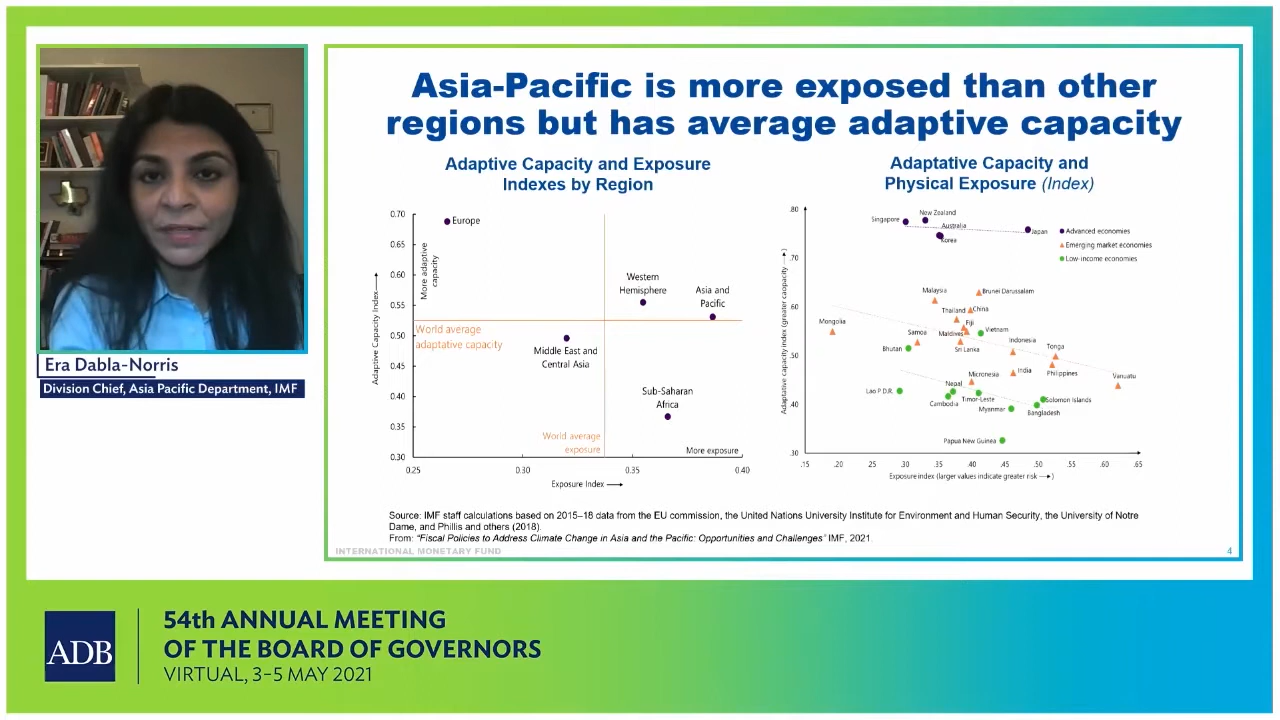 Asia-Pacific is more exposed than other
regions but has average adaptive capacity
Adaptive Capacity and Exposure
Indexes by Region
0.70
0.65
0.60
0.55
0.50
0.45
0.40
0.35
0.30
Adaptive Capacity Index
More adaptive
capacity
Europe
Western
Hemisphere
Asia and
Pacific
World average
adaptative capacity
Middle East and
Central Asia
Sub-Saharan
Africa
World average
exposure
More exposure
0.25
0.30
0.35
0.40
Exposure Index
Adaptative Capacity and
Physical Exposure (Index)
.80
.70
.60
.50
.40
.30
Adaptative capacity index (greater caopacity )
Singapore
New Zealand
Australia
Korea
Japan
Advanced economies
Emerging market economies
Low-income economies
Malaysia
Brunei Darussalam
Mongolia
Thailand
China
Fiji
Samoa
Maldives
Vietnam
Bhutan
Sri Lanka
Indonesia
Tonga
Micronesia
India
Philippines
Vanuatu
Lao P.D.R.
Nepal
Cambodia
Timor-Leste
Myanmar
Solomon Islands
Bangladesh
Papua New Guinea
.15
.20
25
.30
.35
.40
.45
.50
.55
.60
.65
Exposure index (larger values indicate greater risk )
Source: IMF staff calculations based on 2015–18 data from the EU commission, the United Nations University Institute for Environment and Human Security, the University of Notre
Dame, and Phillis and others (2018).
From: "Fiscal Policies to Address Climate Change in Asia and the Pacific: Opportunities and Challenges" IMF, 2021.
INTERNATIONAL MONETARY FUND
4
Era Dabla-Norris
Division Chief, Asia Pacific Department, IMF
ADB
54th ANNUAL MEETING
OF THE BOARD OF GOVERNORS
VIRTUAL, 3–5 MAY 2021